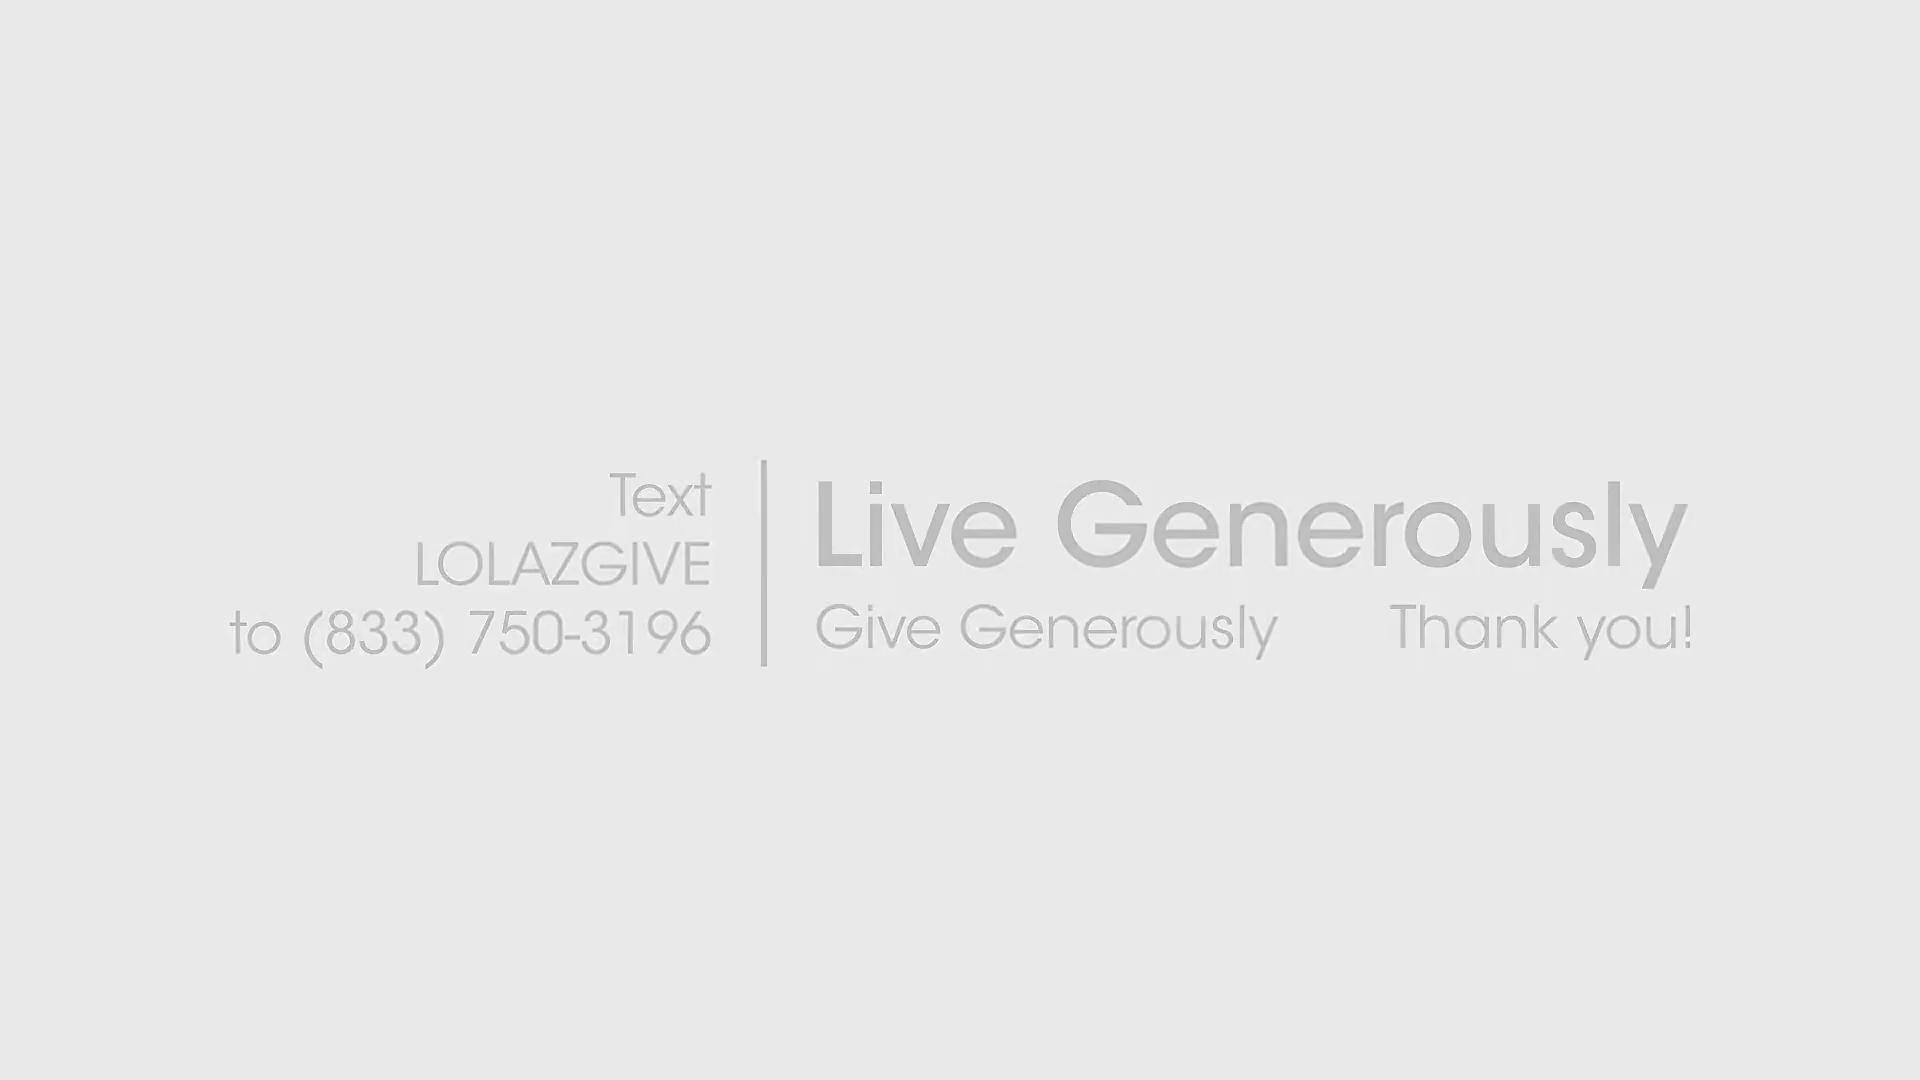 Text
LOLAZGIVE
to (833) 750-3196
Live Generously
Give Generously Thank you!